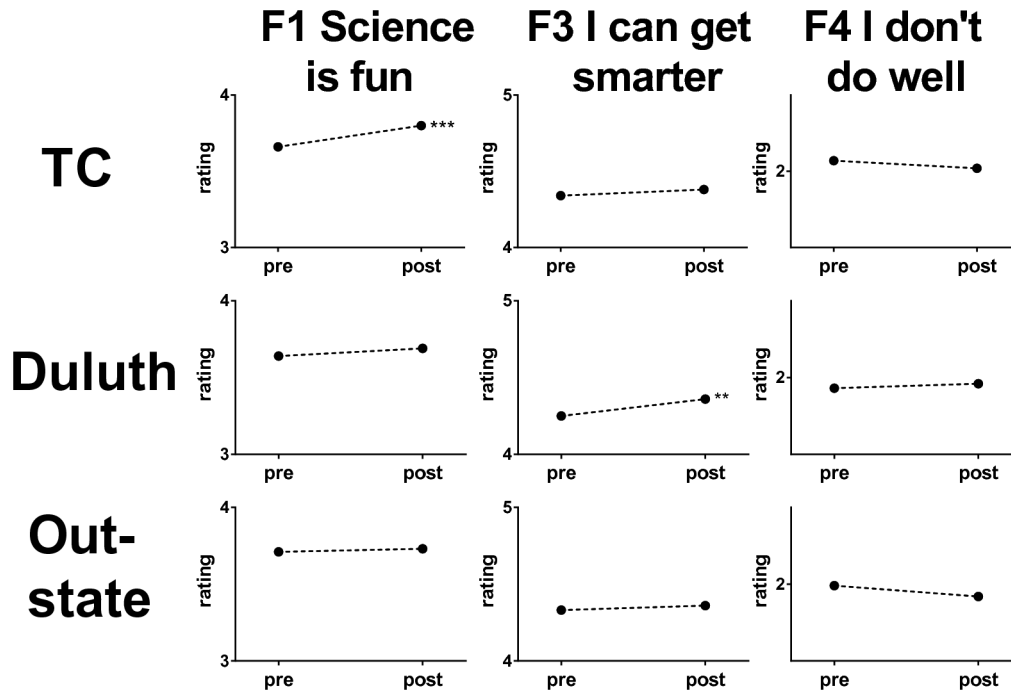 F1 Science
is fun
F3 I can get
smarter
F4 I don't
do well
TC
4
rating
3
pre
post
***
5
rating
4
pre
post
2
rating
pre
post
Duluth
4
rating
3
pre
post
5
rating
4
pre
post
**
2
rating
pre
post
Out-
state
4
rating
3
pre
post
5
rating
4
pre
post
2
rating
pre
post